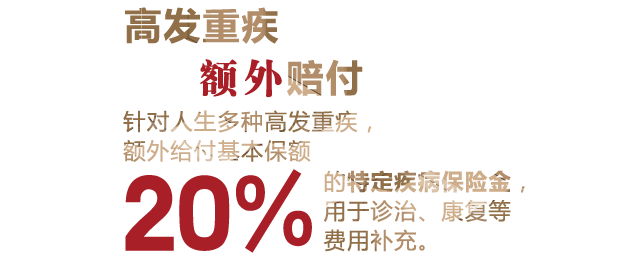 高发重疾
额外赔付
针对人生多种高发重疾，
额外给付基本保额
20%的特定疾病保险金，
用于诊治、康复等
费用补充。